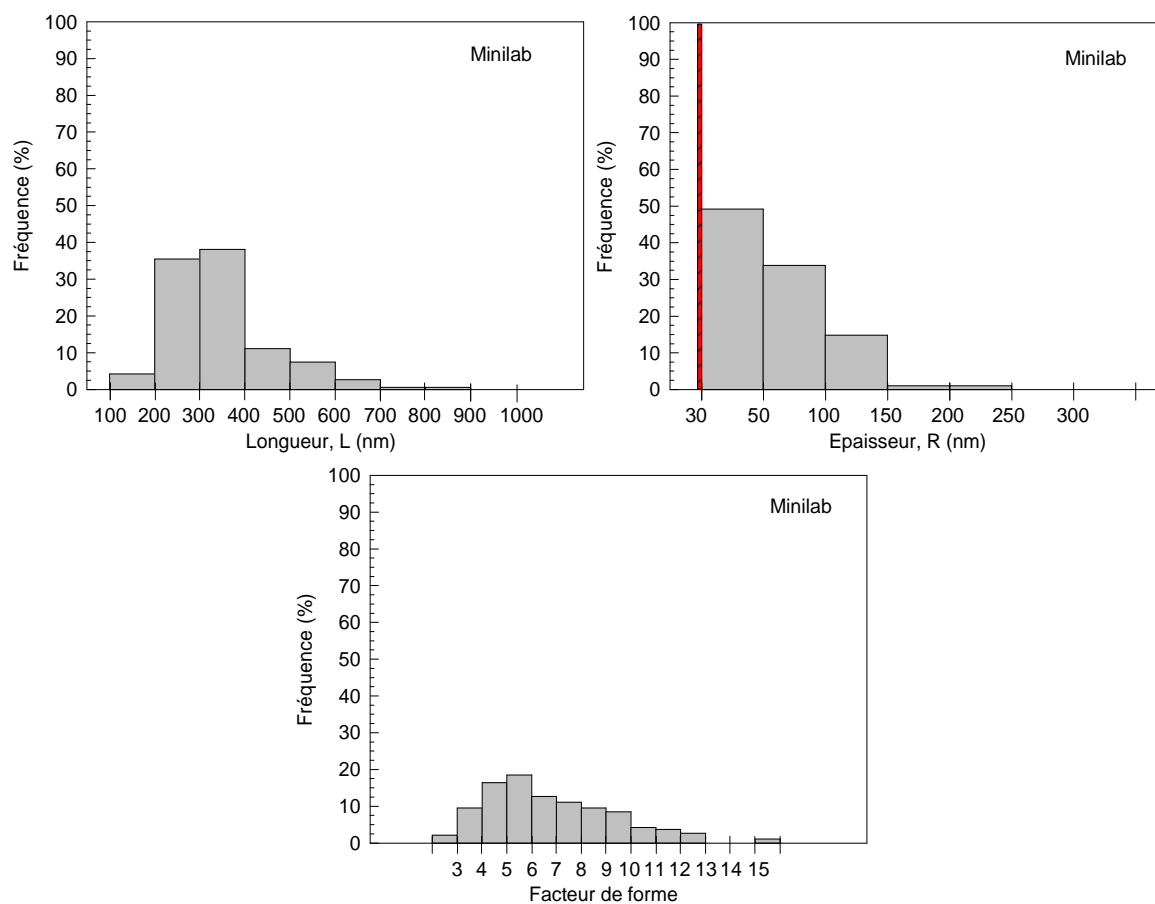 100
90
80
70
60
50
40
30
20
10
0
Fréquence (%)
Minilab
100 200 300 400 500 600 700 800 900 1000
Longueur, L (nm)
100
90
80
70
60
50
40
30
20
10
0
Fréquence (%)
Minilab
30 50 100 150 200 250 300
Epaisseur, R (nm)
100
90
80
70
60
50
40
30
20
10
0
Fréquence (%)
Minilab
3 4 5 6 7 8 9 10 11 12 13 14 15
Facteur de forme